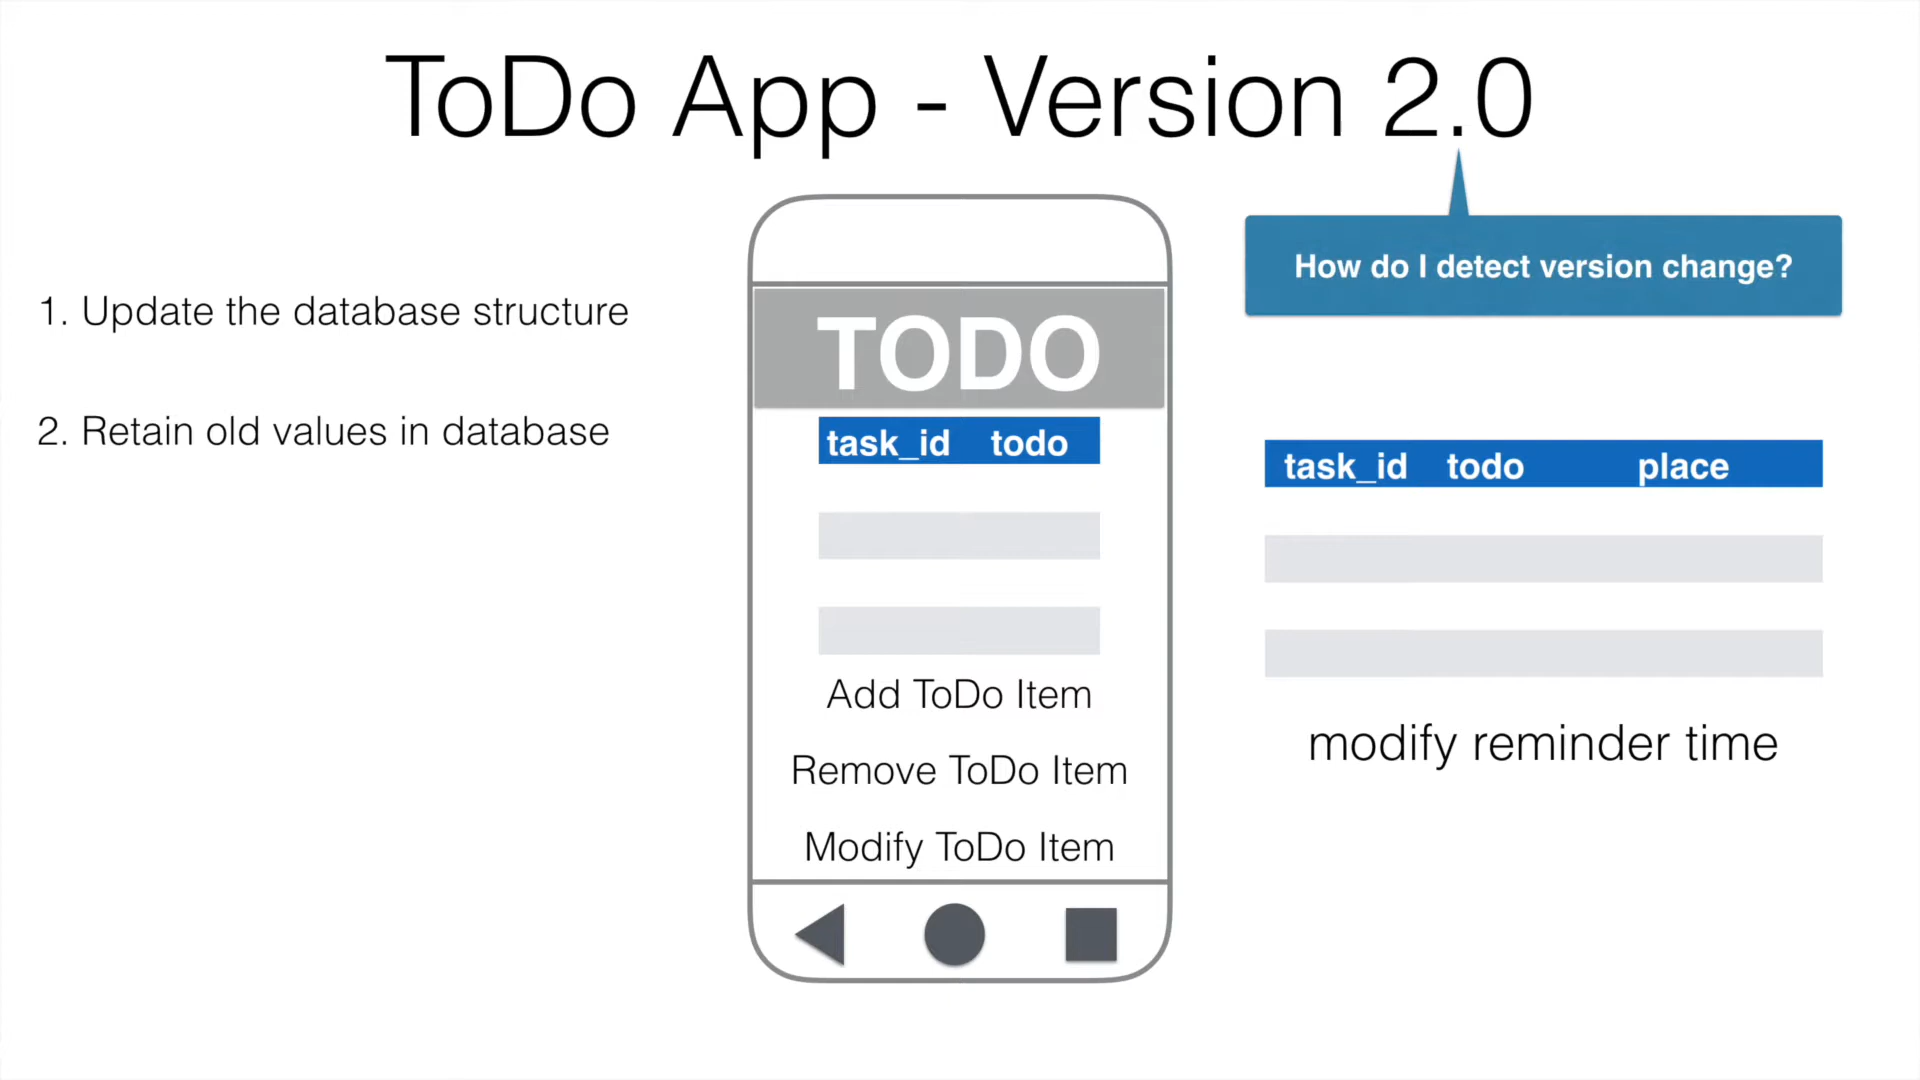 ToDo App - Version 2.0
How do I detect version change?
1. Update the database structure
2. Retain old values in database
TODO
task_id todo
Add ToDo Item
Remove ToDo Item
Modify ToDo Item
task_id todo place
modify reminder time